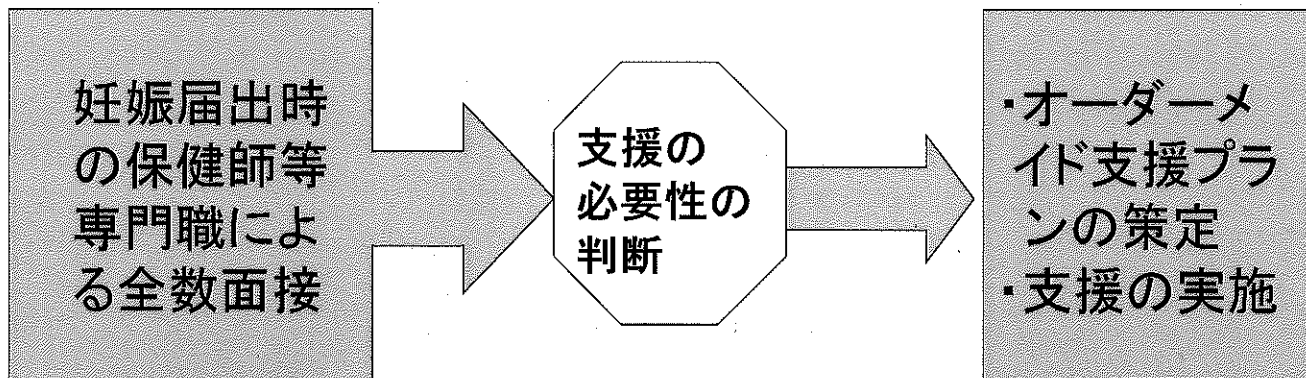 妊娠届出時
の保健師等
専門職によ
る全数面接
支援の
必要性の
判断
・オーダーメ
イド支援プラ
ンの策定
・支援の実施